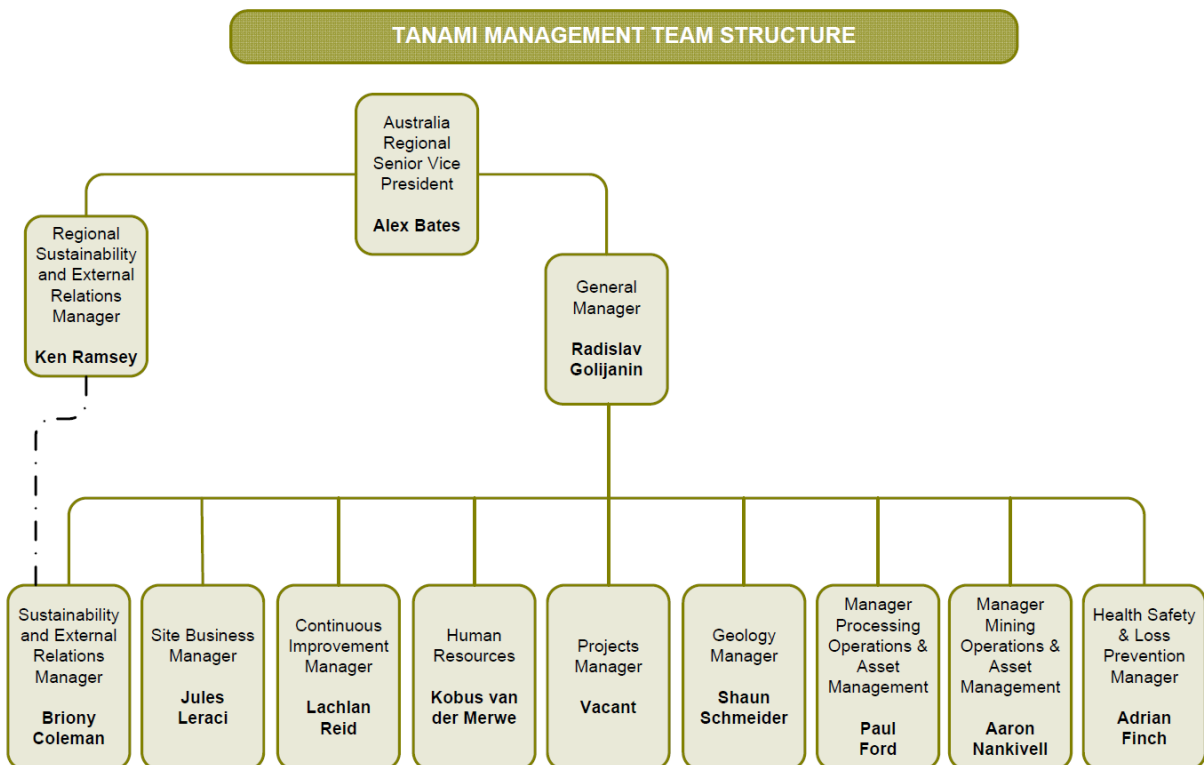 TANAMI MANAGEMENT TEAM STRUCTURE
Australia
Regional
Senior Vice
President
Alex Bates
Regional
Sustainability
and External
Relations
Manager
Ken Ramsey
General
Manager
Radislav
Golijanin
Sustainability
and External
Relations
Manager
Briony
Coleman
Site Business
Manager
Jules
Leraci
Continuous
Improvement
Manager
Lachlan
Reid
Human
Resources
Kobus van
der Merwe
Projects
Manager
Vacant
Geology
Manager
Shaun
Schmeider
Manager
Processing
Operations &
Asset
Management
Paul
Ford
Manager
Mining
Operations &
Asset
Management
Aaron
Nankivell
Health Safety
& Loss
Prevention
Manager
Adrian
Finch